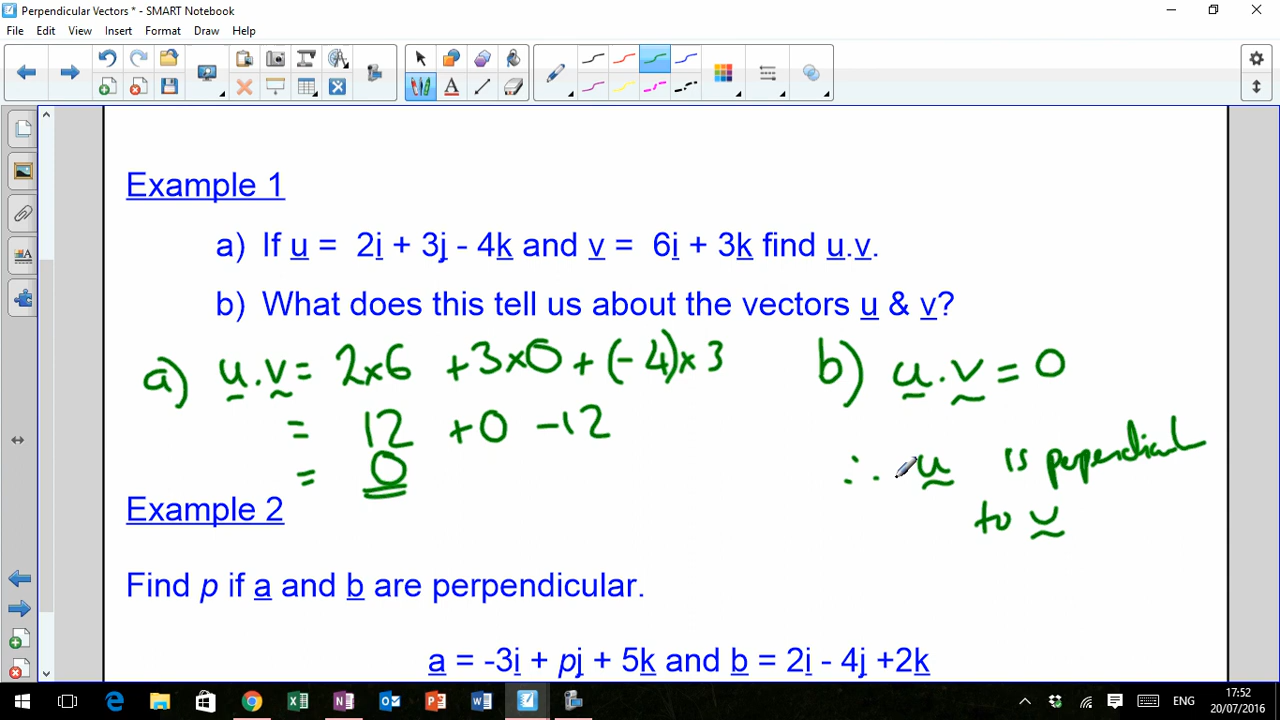 Perpendicular Vectors * - SMART Notebook
File Edit View Insert Format Draw Help
Example 1
a) If u = 2i + 3j - 4k and v = 6i + 3k find u.v.
b) What does this tell us about the vectors u & v?
a) u.v = 2x6 +3x0 + (-4)x3
= 12 +0 -12
= 0
b) u.v = 0
∴ u is perpendicular
to v
Example 2
Find p if a and b are perpendicular.
a = -3i + pj + 5k and b = 2i - 4j +2k
ENG
17:52
20/07/2016